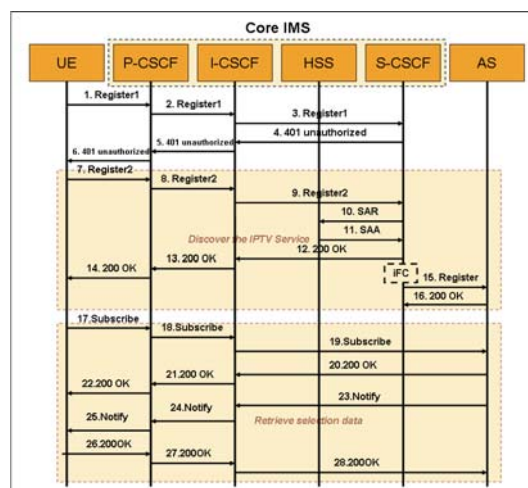 Core IMS
UE
P-CSCF
I-CSCF
HSS
S-CSCF
AS
1. Register1
2. Register1
3. Register1
4. 401 unauthorized
5. 401 unauthorized
6. 401 unauthorized
7. Register2
8. Register2
9. Register2
10. SAR
11. SAA
Discover the IPTV Service
12. 200 OK
13. 200 OK
14. 200 OK
iFC
15. Register
16. 200 OK
17.Subscribe
18.Subscribe
19.Subscribe
20.200 OK
21.200 OK
22.200 OK
23.Notify
24.Notify
25.Notify
Retrieve selection data
26.200OK
27.200OK
28.200OK